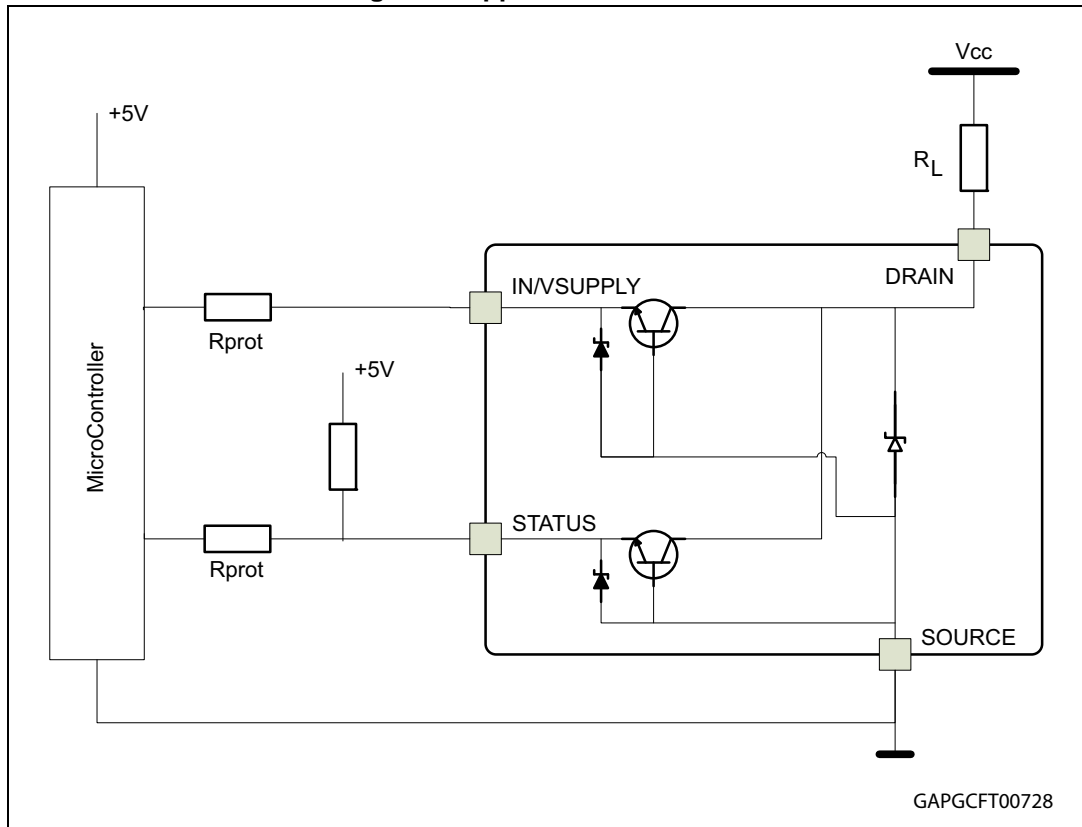 Vcc
+5V
RL
DRAIN
IN/VSUPPLY
Rprot
+5V
MicroController
STATUS
Rprot
SOURCE
GAPGCFT00728